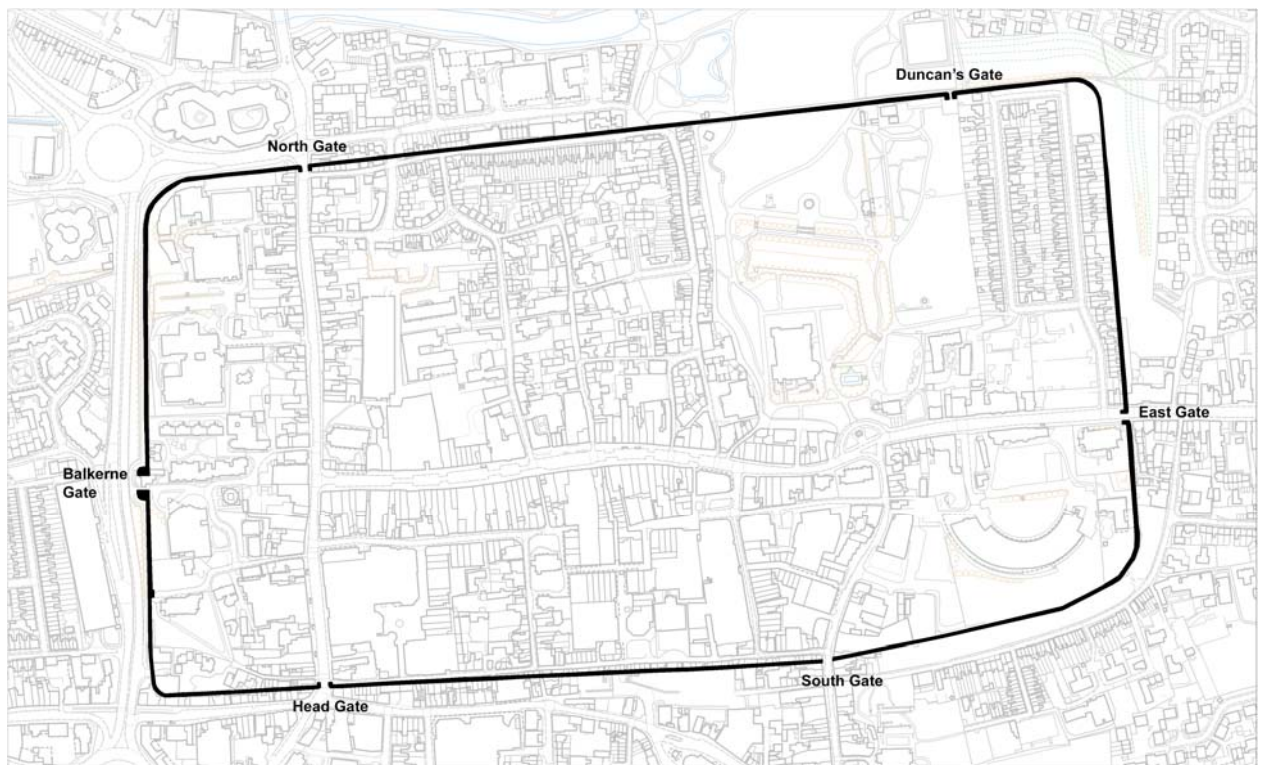 Duncan's Gate
North Gate
East Gate
Balkerne
Gate
South Gate
Head Gate